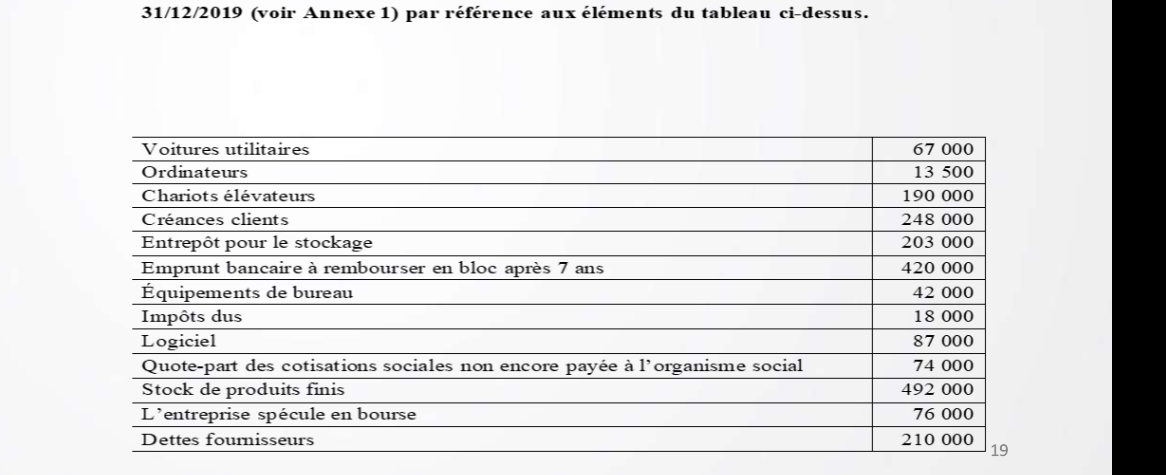 31/12/2019 (voir Annexe 1) par référence aux éléments du tableau ci-dessus.
Voitures utilitaires 67 000
Ordinateurs 13 500
Chariots élévateurs 190 000
Créances clients 248 000
Entrepôt pour le stockage 203 000
Emprunt bancaire à rembourser en bloc après 7 ans 420 000
Équipements de bureau 42 000
Impôts dus 18 000
Logiciel 87 000
Quote-part des cotisations sociales non encore payée à l'organisme social 74 000
Stock de produits finis 492 000
L'entreprise spécule en bourse 76 000
Dettes fournisseurs 210 000
19